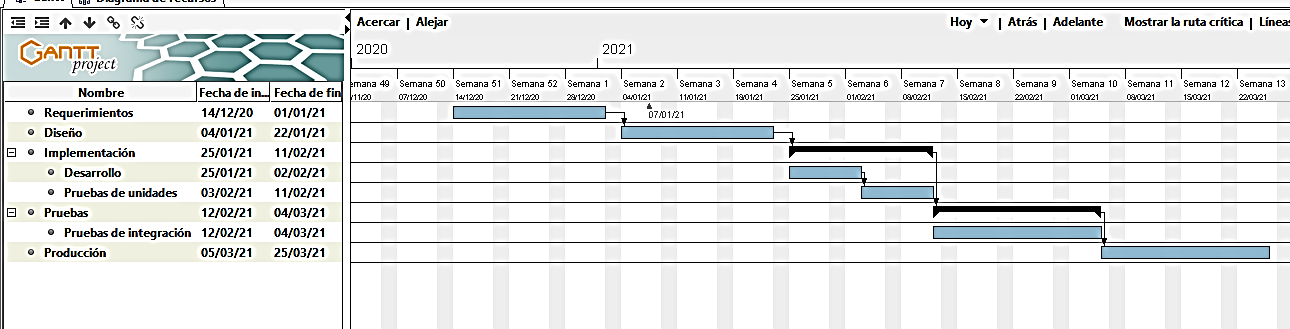 Gantt Diagrama de recursos
Acercar | Alejar
Hoy | Atrás | Adelante Mostrar la ruta crítica | Líneas
GANTT
project
2020 2021
emana 49 Semana 50 Semana 51 Semana 52 Semana 1 Semana 2 Semana 3 Semana 4 Semana 5 Semana 6 Semana 7 Semana 8 Semana 9 Semana 10 Semana 11 Semana 12 Semana 13
/11/20 07/12/20 14/12/20 21/12/20 28/12/20 04/01/21 11/01/21 18/01/21 25/01/21 01/02/21 08/02/21 15/02/21 22/02/21 01/03/21 08/03/21 15/03/21 22/03/21
Nombre Fecha de in... Fecha de fin
07/01/21
Requerimientos 14/12/20 01/01/21
Diseño 04/01/21 22/01/21
Implementación 25/01/21 11/02/21
Desarrollo 25/01/21 02/02/21
Pruebas de unidades 03/02/21 11/02/21
Pruebas 12/02/21 04/03/21
Pruebas de integración 12/02/21 04/03/21
Producción 05/03/21 25/03/21